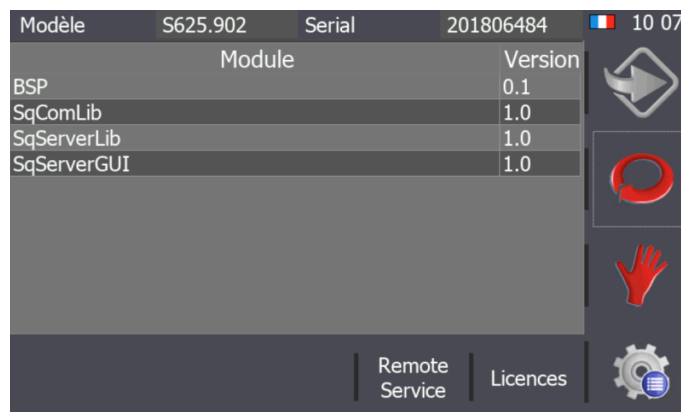 Modèle S625.902 Serial 201806484 10 07
Module Version
BSP 0.1
SqComLib 1.0
SqServerLib 1.0
SqServerGUI 1.0
Remote Service Licences